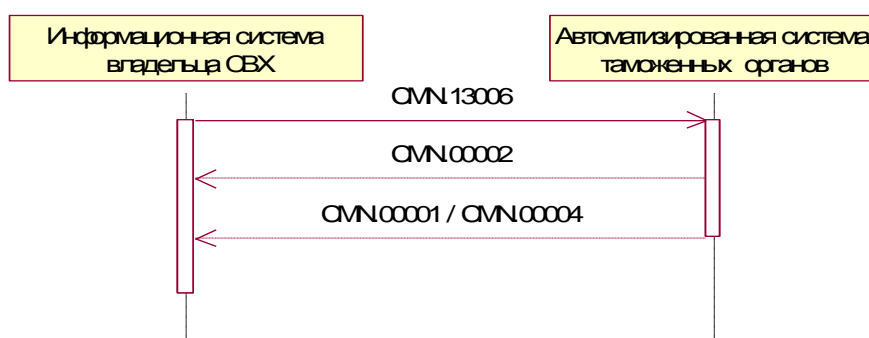 Информационная система
владельца СВХ
Автоматизированная система
таможенных органов
CMN.13006
CMN.00002
CMN.00001 / CMN.00004